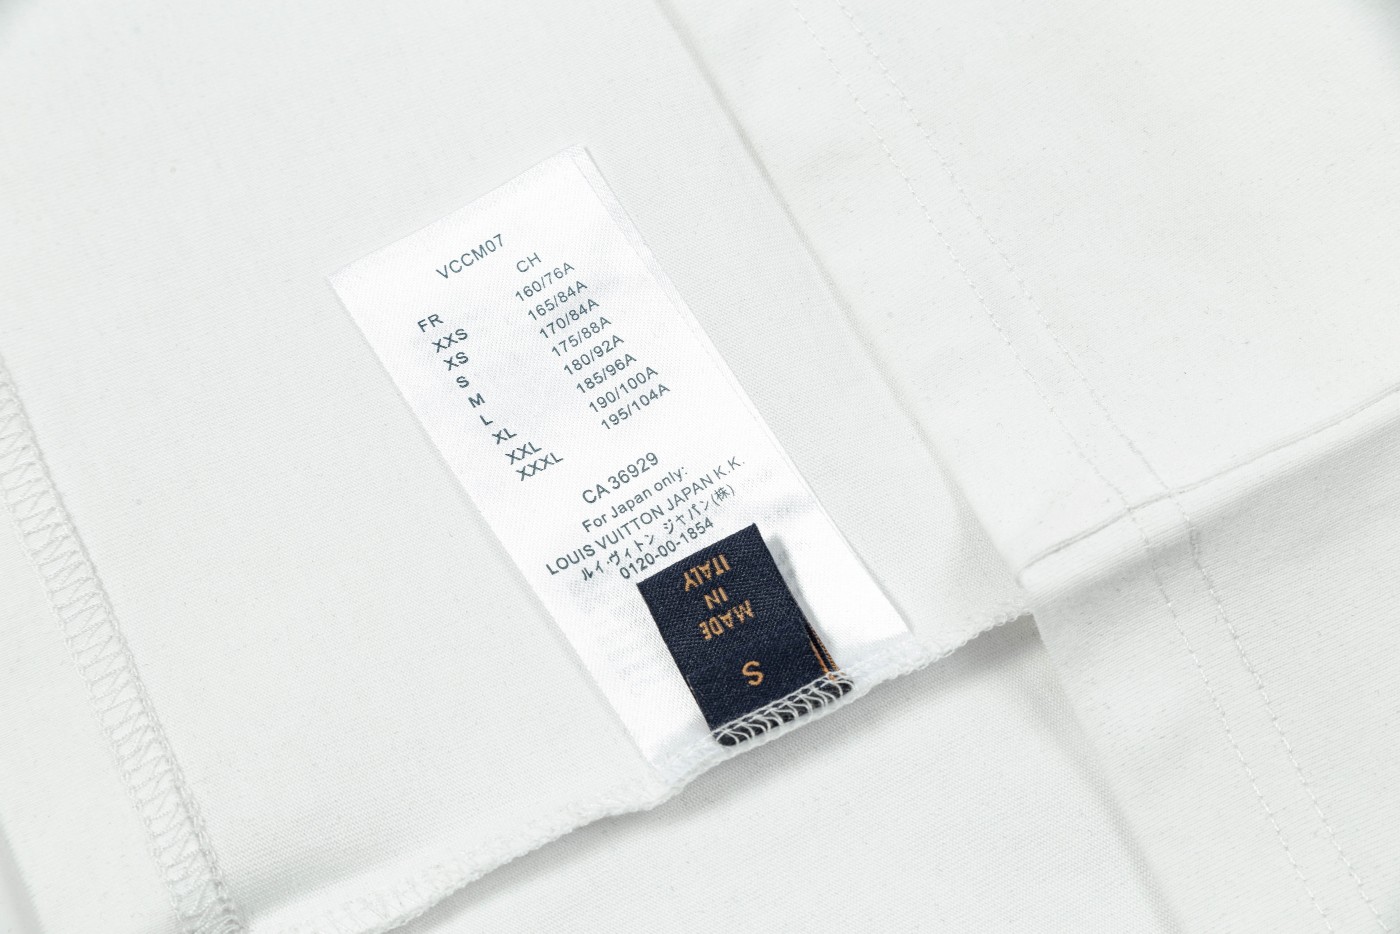 VCCM07
FR CH
XXS 160/76A
XS 165/84A
S 170/84A
M 175/88A
L 180/92A
XL 185/96A
XXL 190/100A
XXXL 195/104A
CA 36929
For Japan only:
LOUIS VUITTON JAPAN K.K.
ルイ・ヴィトン ジャパン(株)
0120-00-1854
S
MADE
IN
ITALY